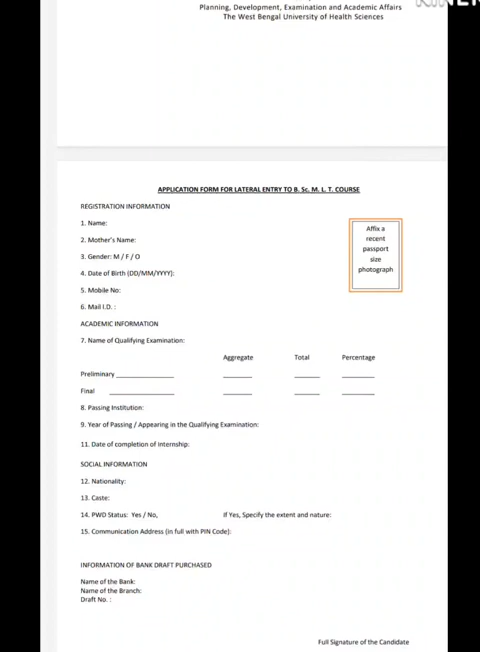 Planning, Development, Examination and Academic Affairs
The West Bengal University of Health Sciences
APPLICATION FORM FOR LATERAL ENTRY TO B. Sc. M. L. T. COURSE
REGISTRATION INFORMATION
1. Name:
Affix a
recent
passport
size
photograph
2. Mother's Name:
3. Gender: M / F / O
4. Date of Birth (DD/MM/YYYY):
5. Mobile No:
6. Mail I.D. :
ACADEMIC INFORMATION
7. Name of Qualifying Examination:
Aggregate Total Percentage
Preliminary
Final
8. Passing Institution:
9. Year of Passing / Appearing in the Qualifying Examination:
11. Date of completion of Internship:
SOCIAL INFORMATION
12. Nationality:
13. Caste:
14. PWD Status: Yes / No, If Yes, Specify the extent and nature:
15. Communication Address (in full with PIN Code):
INFORMATION OF BANK DRAFT PURCHASED
Name of the Bank:
Name of the Branch:
Draft No. :
Full Signature of the Candidate